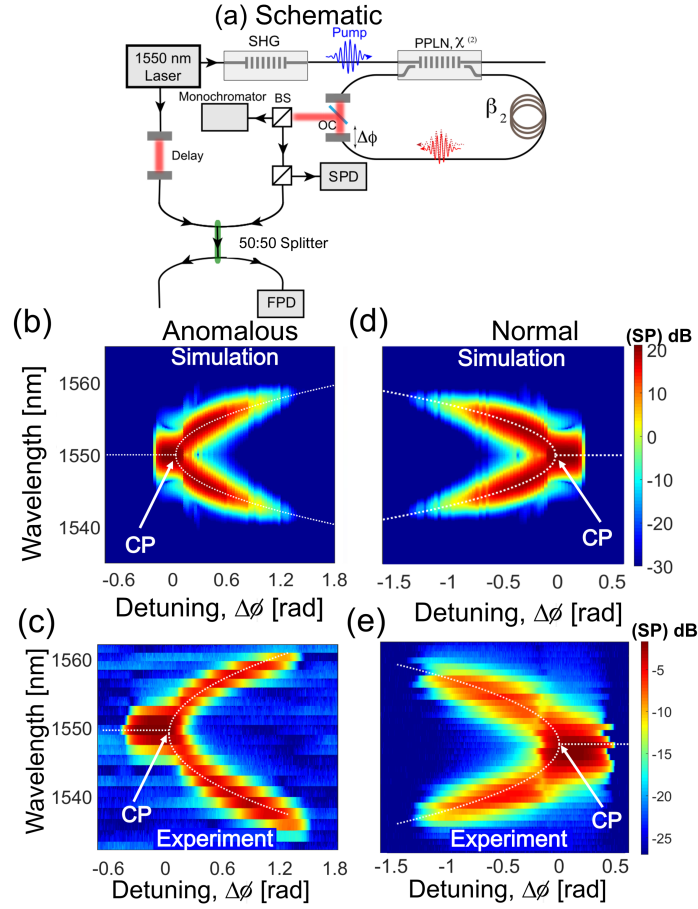 (a) Schematic
Pump
SHG
PPLN, χ (2)
1550 nm
Laser
Monochromator
BS
OC
Δϕ
β2
Delay
SPD
50:50 Splitter
FPD
(b)
Anomalous
(d)
Normal
(SP) dB
Simulation
Simulation
1560
1550
1540
Wavelength [nm]
CP
CP
20
10
0
-10
-20
-30
-0.6 0 0.6 1.2 1.8
-1.5 -1 -0.5 0 0.5
Detuning, Δø [rad]
Detuning, Δø [rad]
(c)
(e)
(SP) dB
1560
1550
1540
Wavelength [nm]
CP
CP
Experiment
Experiment
-5
-10
-15
-20
-25
-0.6 0 0.6 1.2 1.8
-1.5 -1 -0.5 0 0.5
Detuning, Δø [rad]
Detuning, Δø [rad]